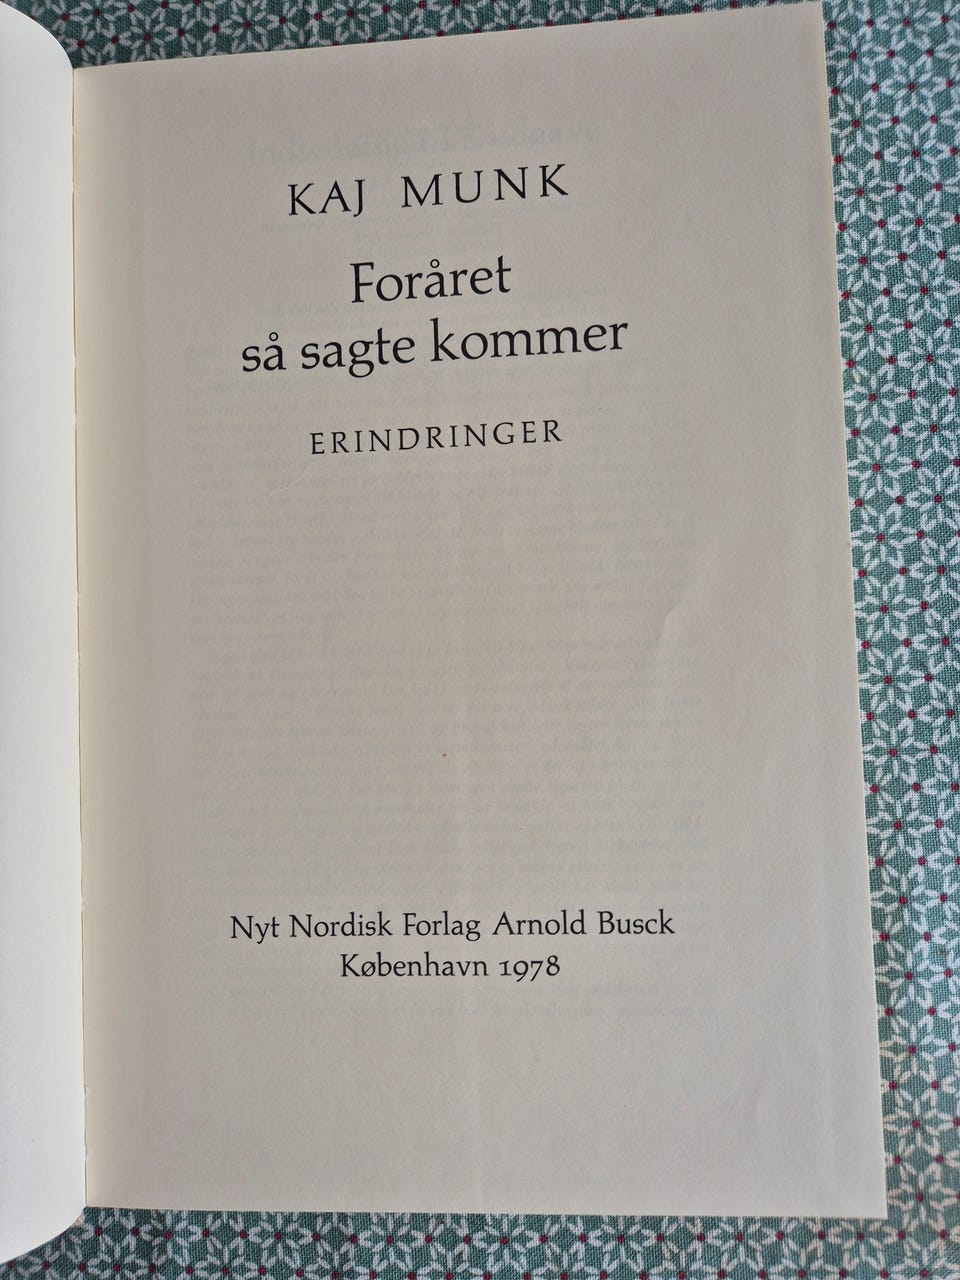 KAJ MUNK
Foråret
så sagte kommer
ERINDRINGER
Nyt Nordisk Forlag Arnold Busck
København 1978